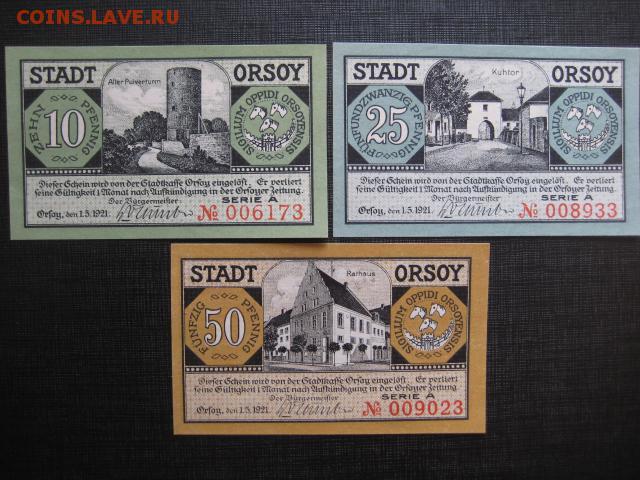 COINS.LAVE.RU
STADT ORSOY
Alter Pulverturm
ZEHN PFENNIG
10
SIGILLUM OPPIDI ORSOYENSIS
Dieser Schein wird von der Stadtkasse Orsoy eingelöst. Er verliert
seine Gültigkeit 1 Monat nach Aufkündigung in der Orsoyer Zeitung.
Der Bürgermeister SERIE A
Orsoy, den 1.5.1921. № 006173
STADT ORSOY
Kuhtor
FÜNFUNDZWANZIG PFENNIG
25
SIGILLUM OPPIDI ORSOYENSIS
Dieser Schein wird von der Stadtkasse Orsoy eingelöst. Er verliert
seine Gültigkeit 1 Monat nach Aufkündigung in der Orsoyer Zeitung.
Der Bürgermeister SERIE A
Orsoy, den 1.5.1921. № 008933
STADT ORSOY
Rathaus
FÜNFZIG PFENNIG
50
SIGILLUM OPPIDI ORSOYENSIS
Dieser Schein wird von der Stadtkasse Orsoy eingelöst. Er verliert
seine Gültigkeit 1 Monat nach Aufkündigung in der Orsoyer Zeitung.
Der Bürgermeister SERIE A
Orsoy, den 1.5.1921. № 009023